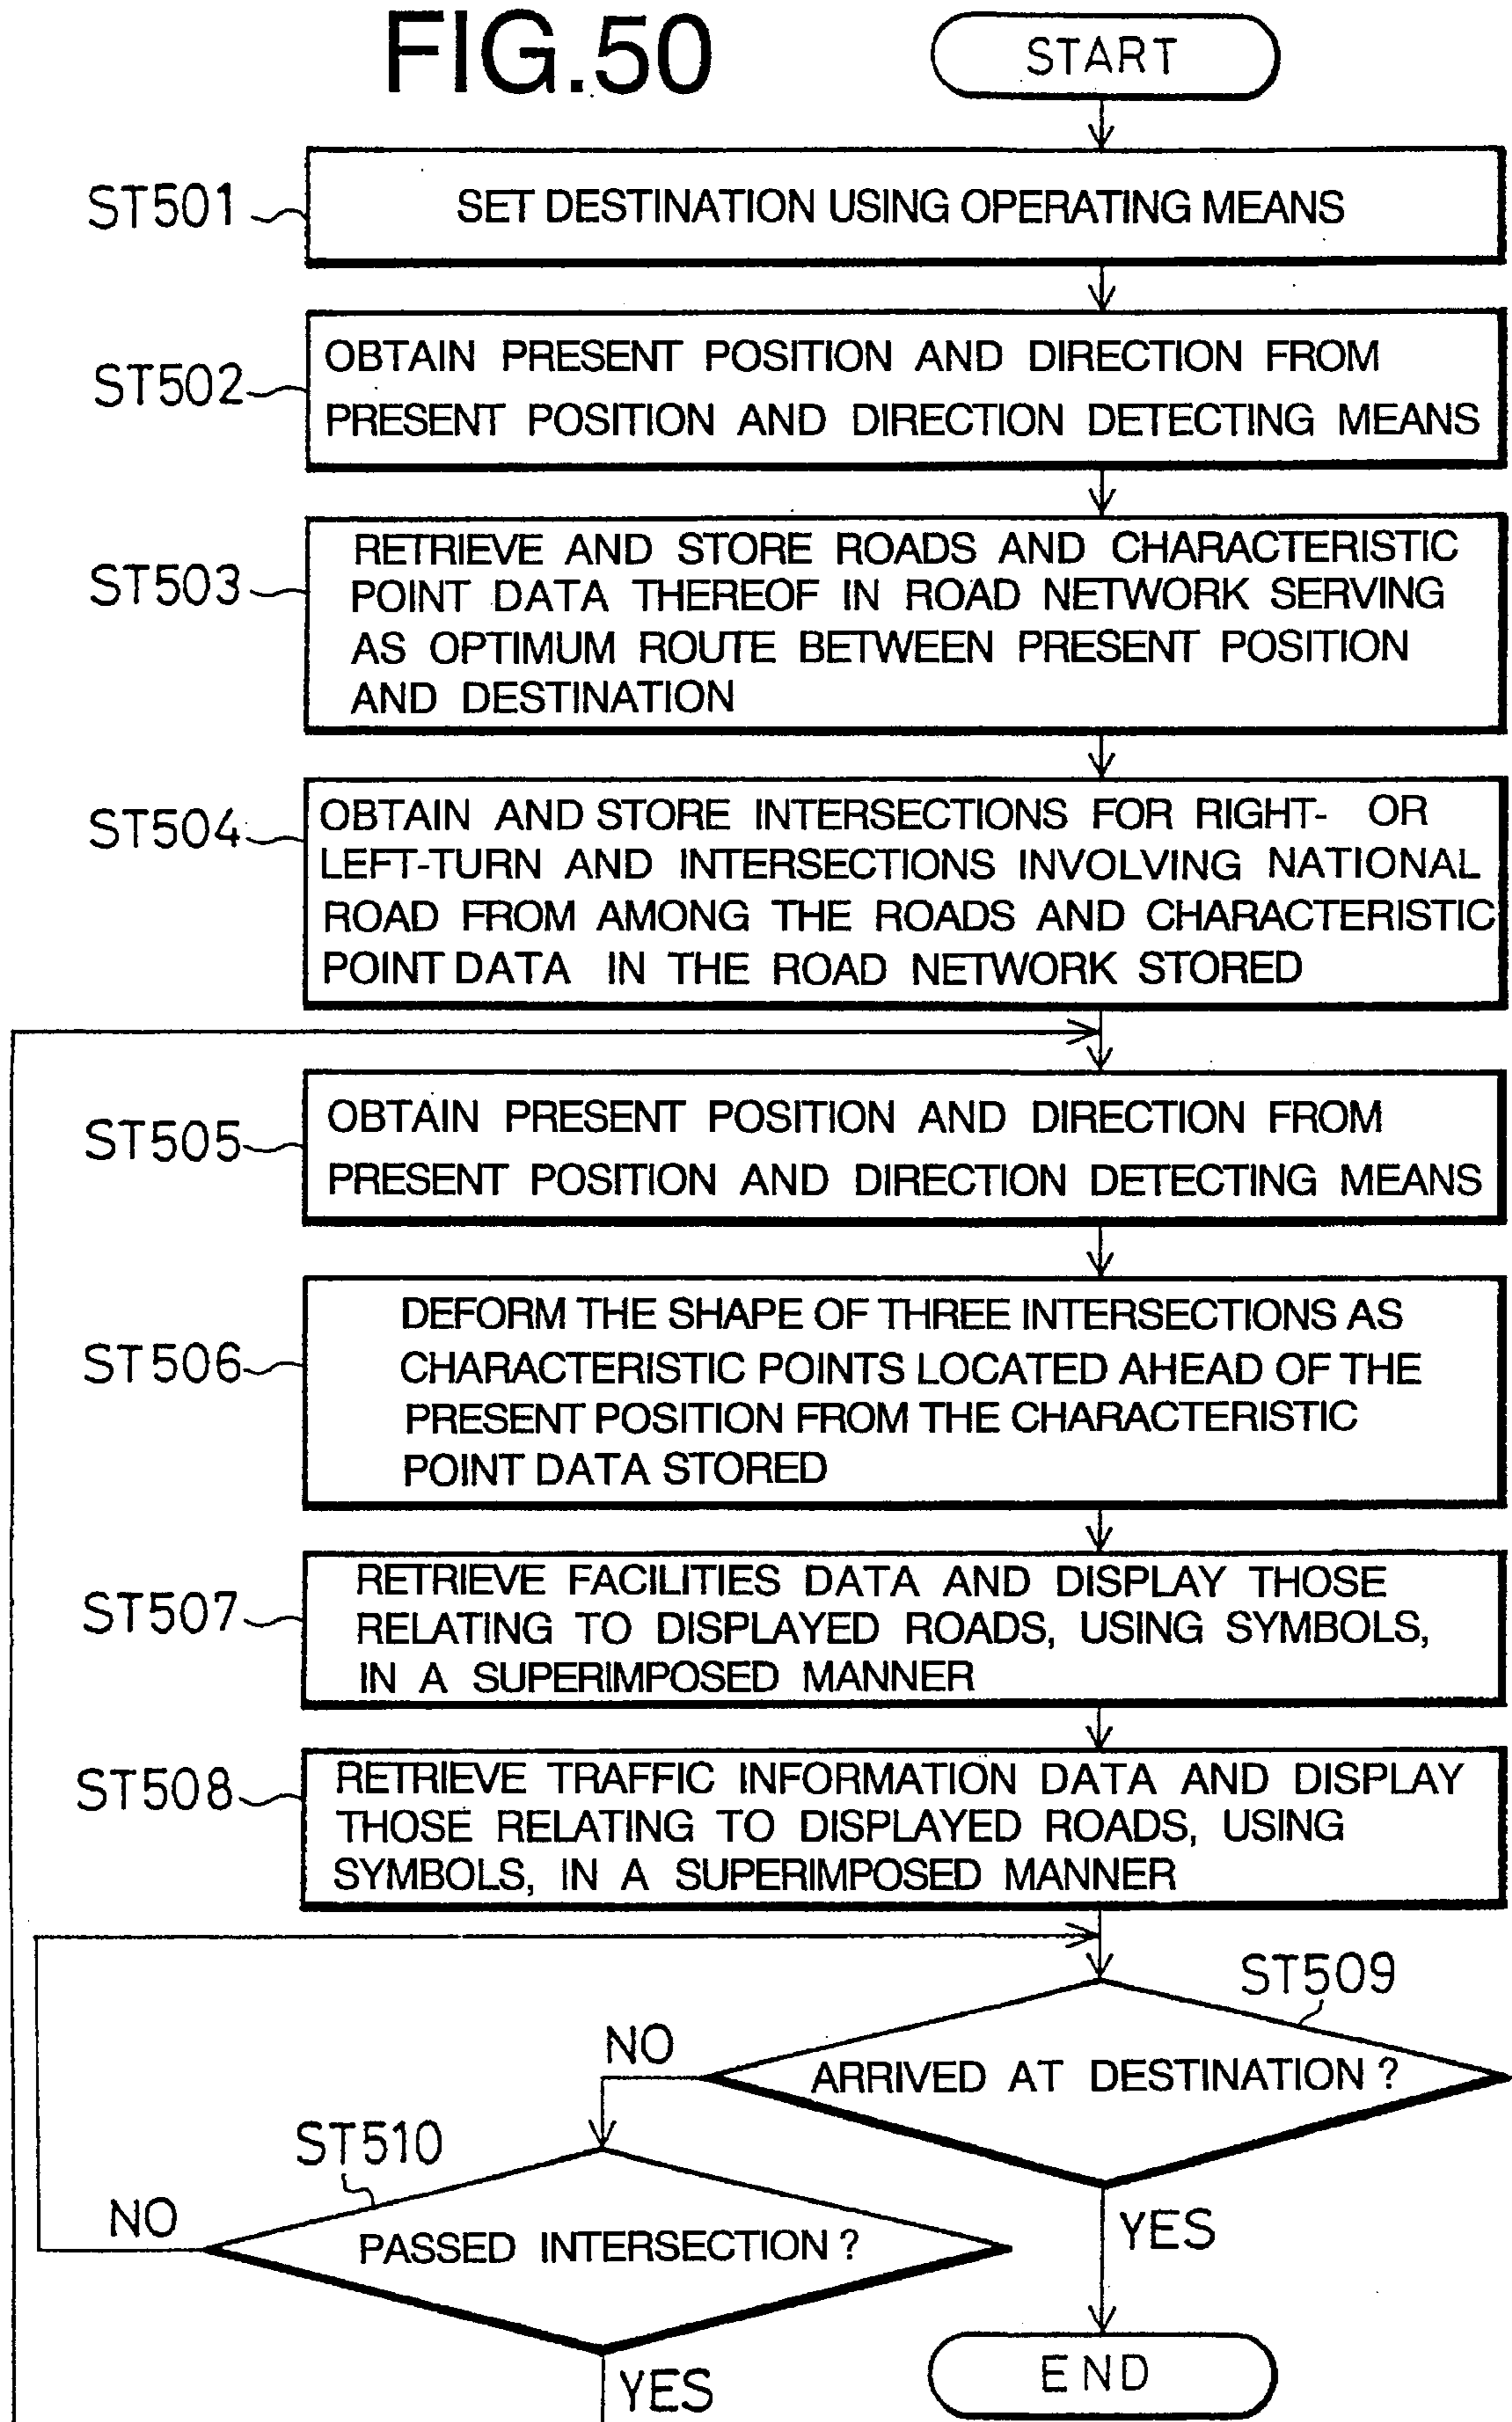 FIG.50
START
ST501
SET DESTINATION USING OPERATING MEANS
ST502
OBTAIN PRESENT POSITION AND DIRECTION FROM
PRESENT POSITION AND DIRECTION DETECTING MEANS
ST503
RETRIEVE AND STORE ROADS AND CHARACTERISTIC
POINT DATA THEREOF IN ROAD NETWORK SERVING
AS OPTIMUM ROUTE BETWEEN PRESENT POSITION
AND DESTINATION
ST504
OBTAIN AND STORE INTERSECTIONS FOR RIGHT- OR
LEFT-TURN AND INTERSECTIONS INVOLVING NATIONAL
ROAD FROM AMONG THE ROADS AND CHARACTERISTIC
POINT DATA IN THE ROAD NETWORK STORED
ST505
OBTAIN PRESENT POSITION AND DIRECTION FROM
PRESENT POSITION AND DIRECTION DETECTING MEANS
ST506
DEFORM THE SHAPE OF THREE INTERSECTIONS AS
CHARACTERISTIC POINTS LOCATED AHEAD OF THE
PRESENT POSITION FROM THE CHARACTERISTIC
POINT DATA STORED
ST507
RETRIEVE FACILITIES DATA AND DISPLAY THOSE
RELATING TO DISPLAYED ROADS, USING SYMBOLS,
IN A SUPERIMPOSED MANNER
ST508
RETRIEVE TRAFFIC INFORMATION DATA AND DISPLAY
THOSE RELATING TO DISPLAYED ROADS, USING
SYMBOLS, IN A SUPERIMPOSED MANNER
ST509
NO
ARRIVED AT DESTINATION ?
ST510
NO
PASSED INTERSECTION ?
YES
YES
END